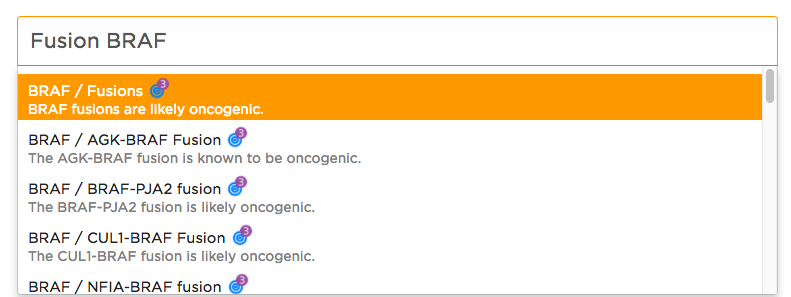 Fusion BRAF
BRAF / Fusions 3
BRAF fusions are likely oncogenic.
BRAF / AGK-BRAF Fusion 3
The AGK-BRAF fusion is known to be oncogenic.
BRAF / BRAF-PJA2 fusion 3
The BRAF-PJA2 fusion is likely oncogenic.
BRAF / CUL1-BRAF Fusion 3
The CUL1-BRAF fusion is likely oncogenic.
BRAF / NFIA-BRAF fusion 3